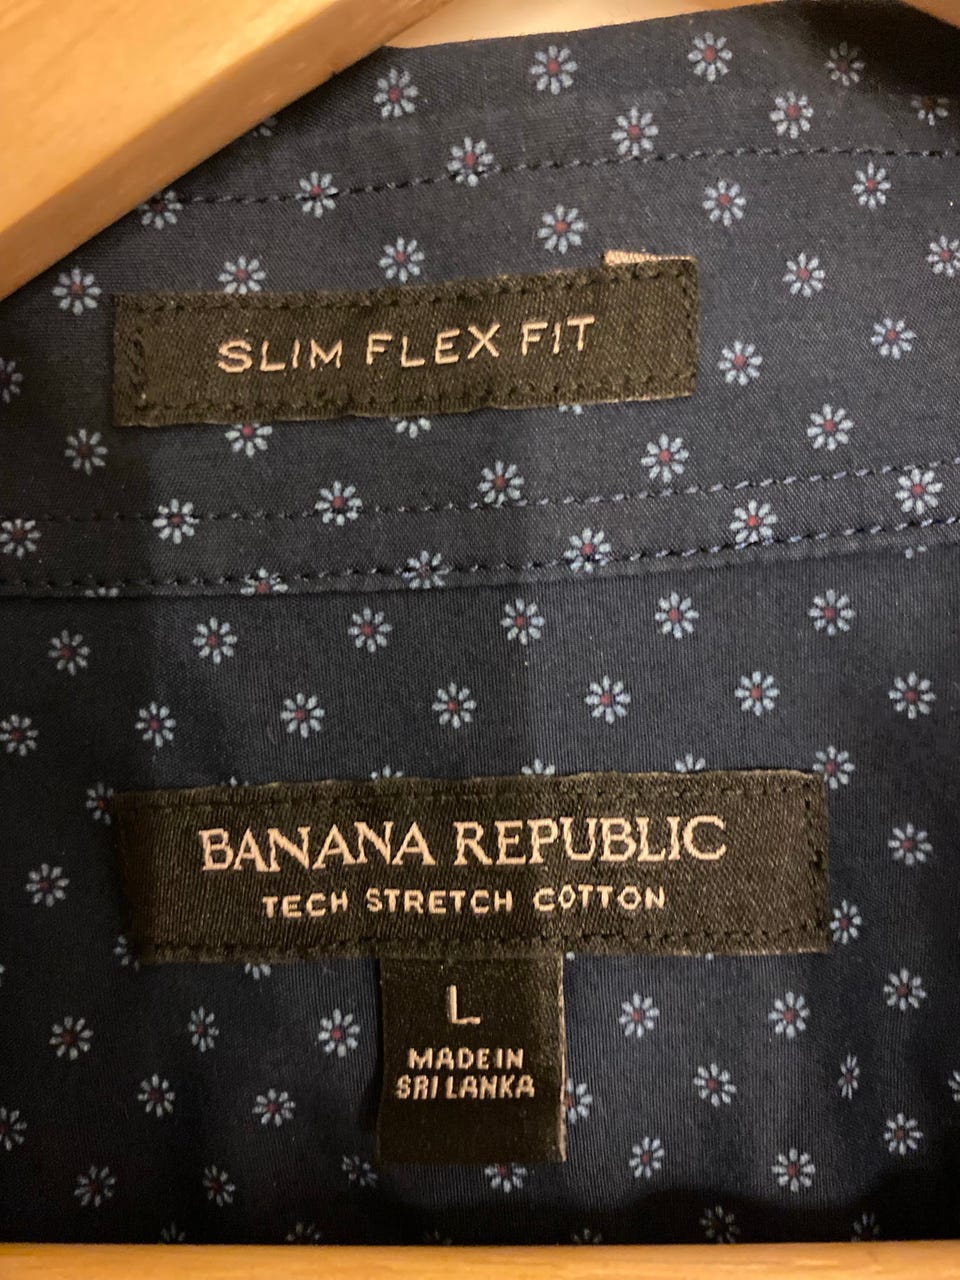 SLIM FLEX FIT
BANANA REPUBLIC
TECH STRETCH COTTON
L
MADE IN
SRI LANKA